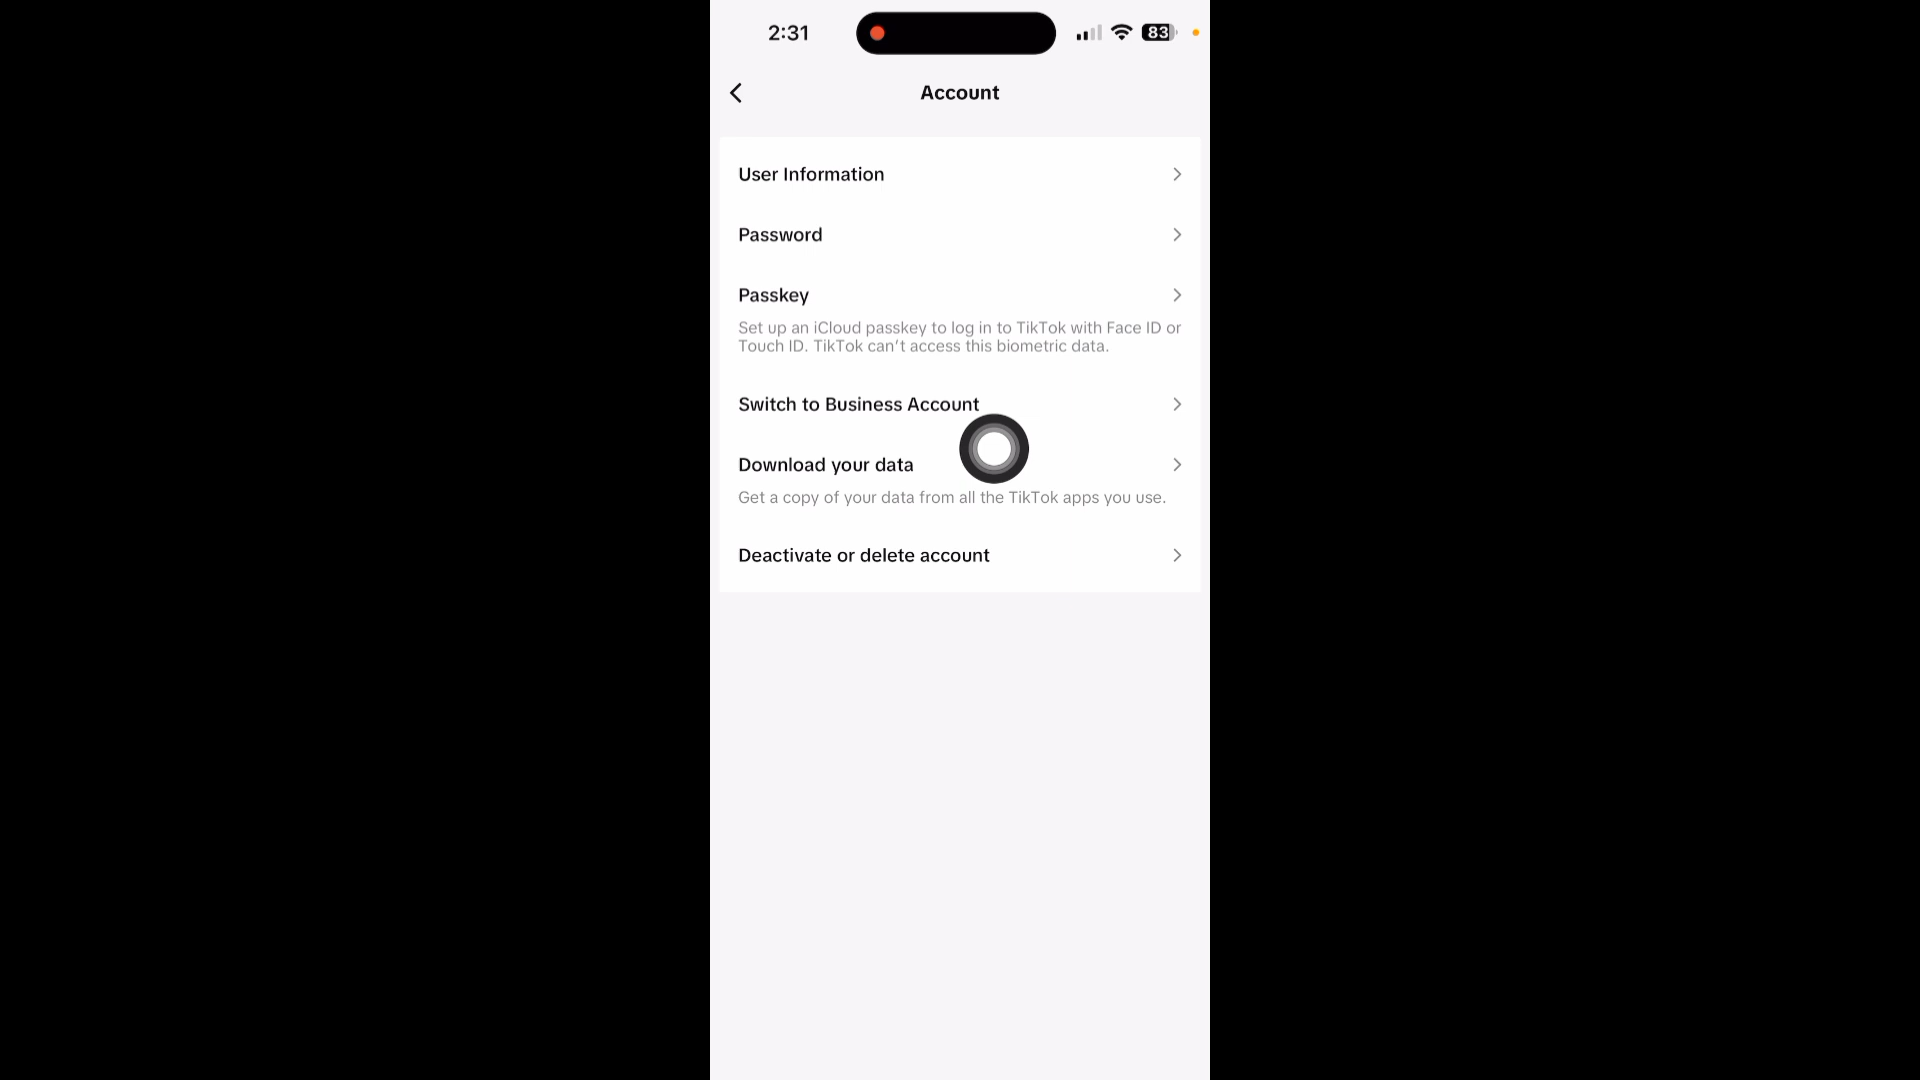 2:31
83
Account
User Information
Password
Passkey
Set up an iCloud passkey to log in to TikTok with Face ID or
Touch ID. TikTok can't access this biometric data.
Switch to Business Account
Download your data
Get a copy of your data from all the TikTok apps you use.
Deactivate or delete account